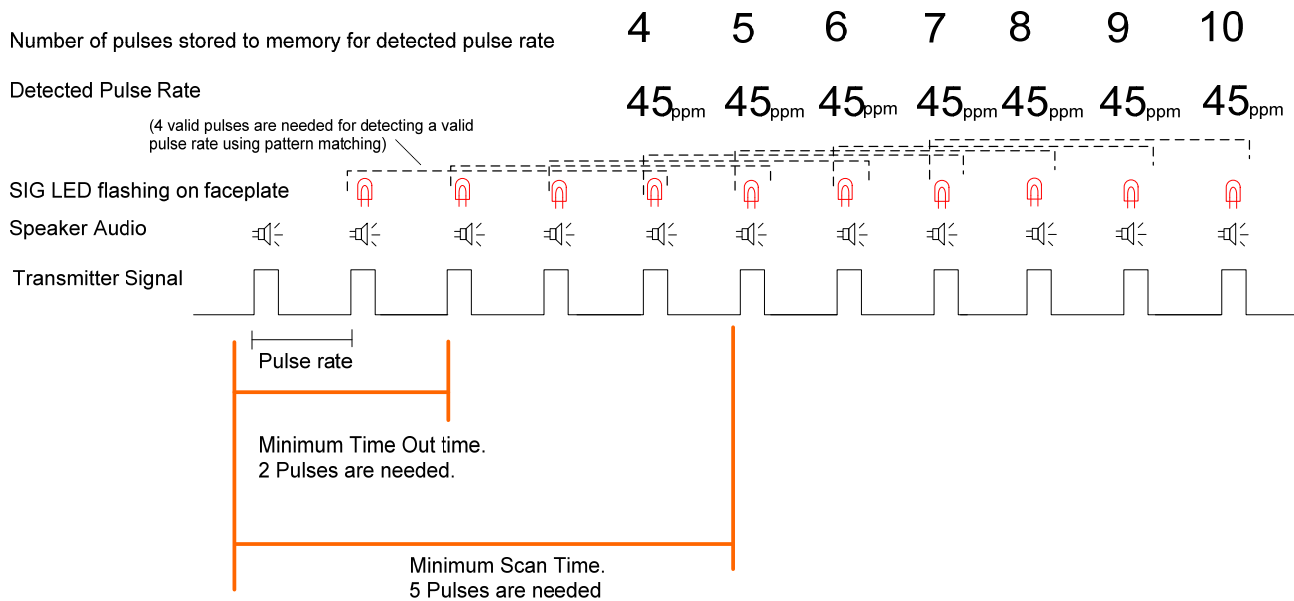 Number of pulses stored to memory for detected pulse rate 4 5 6 7 8 9 10
Detected Pulse Rate 45ppm 45ppm 45ppm 45ppm 45ppm 45ppm 45ppm
(4 valid pulses are needed for detecting a valid
pulse rate using pattern matching)
SIG LED flashing on faceplate
Speaker Audio
Transmitter Signal
Pulse rate
Minimum Time Out time.
2 Pulses are needed.
Minimum Scan Time.
5 Pulses are needed